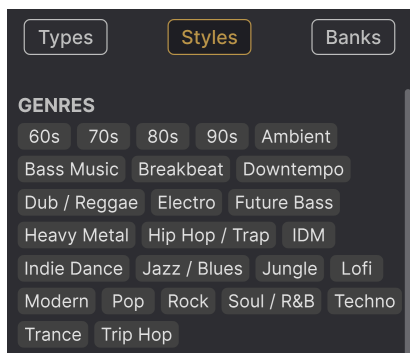 Types Styles Banks
GENRES
60s 70s 80s 90s Ambient
Bass Music Breakbeat Downtempo
Dub / Reggae Electro Future Bass
Heavy Metal Hip Hop / Trap IDM
Indie Dance Jazz / Blues Jungle Lofi
Modern Pop Rock Soul / R&B Techno
Trance Trip Hop